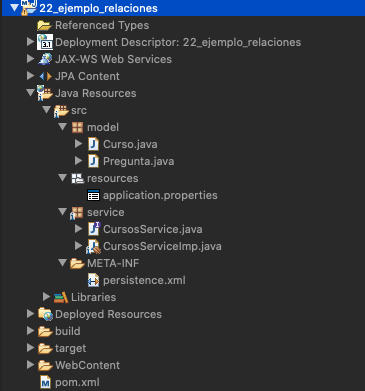 22_ejemplo_relaciones
Referenced Types
Deployment Descriptor: 22_ejemplo_relaciones
JAX-WS Web Services
JPA Content
Java Resources
src
model
Curso.java
Pregunta.java
resources
application.properties
service
CursosService.java
CursosServiceImp.java
META-INF
persistence.xml
Libraries
Deployed Resources
build
target
WebContent
pom.xml